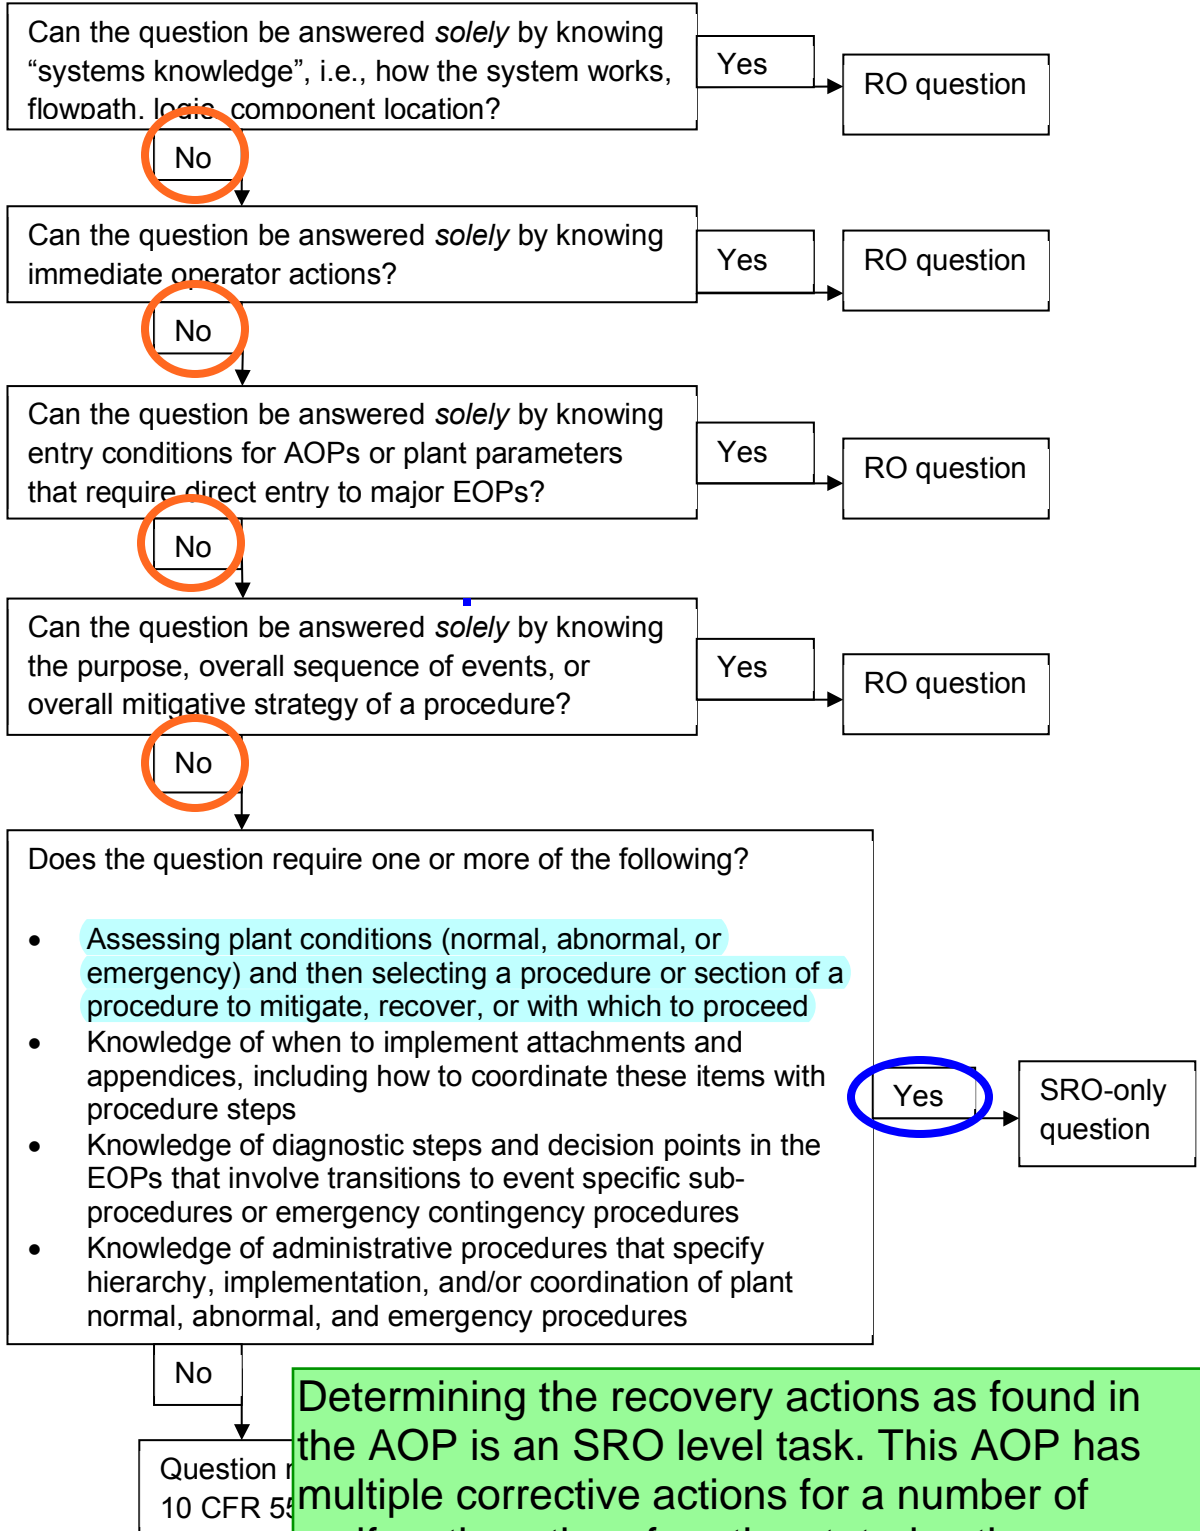 Can the question be answered solely by knowing
“systems knowledge”, i.e., how the system works,
flowpath, logic, component location?
Yes
RO question
No
Can the question be answered solely by knowing
immediate operator actions?
Yes
RO question
No
Can the question be answered solely by knowing
entry conditions for AOPs or plant parameters
that require direct entry to major EOPs?
Yes
RO question
No
Can the question be answered solely by knowing
the purpose, overall sequence of events, or
overall mitigative strategy of a procedure?
Yes
RO question
No
Does the question require one or more of the following?
• Assessing plant conditions (normal, abnormal, or
emergency) and then selecting a procedure or section of a
procedure to mitigate, recover, or with which to proceed
• Knowledge of when to implement attachments and
appendices, including how to coordinate these items with
procedure steps
• Knowledge of diagnostic steps and decision points in the
EOPs that involve transitions to event specific sub-
procedures or emergency contingency procedures
• Knowledge of administrative procedures that specify
hierarchy, implementation, and/or coordination of plant
normal, abnormal, and emergency procedures
Yes
SRO-only
question
No
Question
10 CFR 55
Determining the recovery actions as found in
the AOP is an SRO level task. This AOP has
multiple corrective actions for a number of